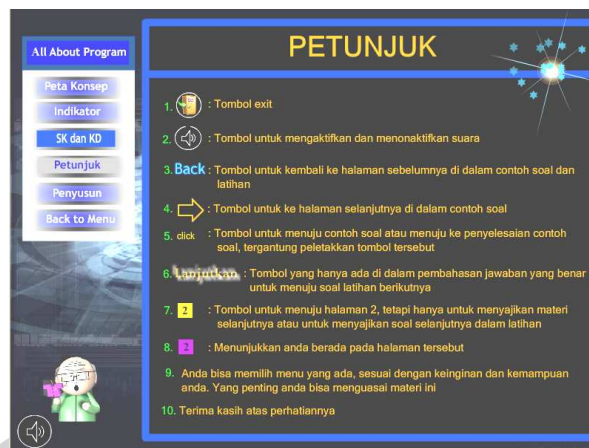 All About Program
Peta Konsep
Indikator
SK dan KD
Petunjuk
Penyusun
Back to Menu
PETUNJUK
1. : Tombol exit
2. : Tombol untuk mengaktifkan dan menonaktifkan suara
3. Back : Tombol untuk kembali ke halaman sebelumnya di dalam contoh soal dan
latihan
4. : Tombol untuk ke halaman selanjutnya di dalam contoh soal
5. click : Tombol untuk menuju contoh soal atau menuju ke penyelesaian contoh
soal, tergantung peletakkan tombol tersebut
6. Lanjutkan : Tombol yang hanya ada di dalam pembahasan jawaban yang benar
untuk menuju soal latihan berikutnya
7. 2 : Tombol untuk menuju halaman 2, tetapi hanya untuk menyajikan materi
selanjutnya atau untuk menyajikan soal selanjutnya dalam latihan
8. 2 : Menunjukkan anda berada pada halaman tersebut
9. Anda bisa memilih menu yang ada, sesuai dengan keinginan dan kemampuan
anda. Yang penting anda bisa menguasai materi ini
10. Terima kasih atas perhatiannya